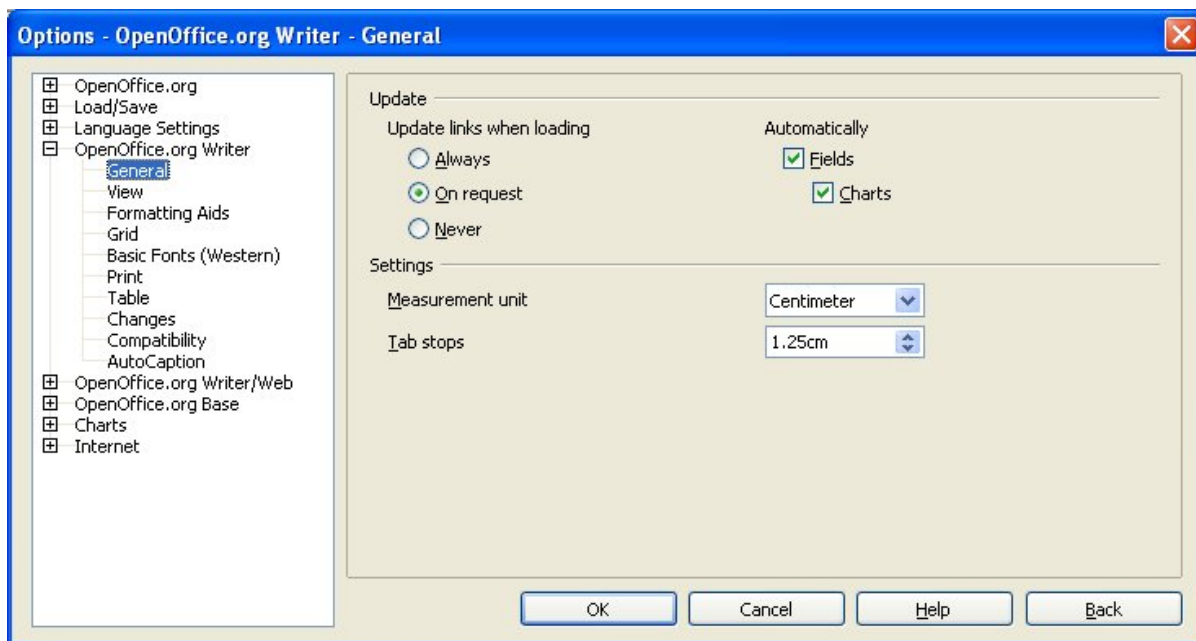 Options - OpenOffice.org Writer - General
OpenOffice.org
Load/Save
Language Settings
OpenOffice.org Writer
General
View
Formatting Aids
Grid
Basic Fonts (Western)
Print
Table
Changes
Compatibility
AutoCaption
OpenOffice.org Writer/Web
OpenOffice.org Base
Charts
Internet
Update
Update links when loading
Always
On request
Never
Automatically
Fields
Charts
Settings
Measurement unit
Centimeter
Tab stops
1.25cm
OK
Cancel
Help
Back